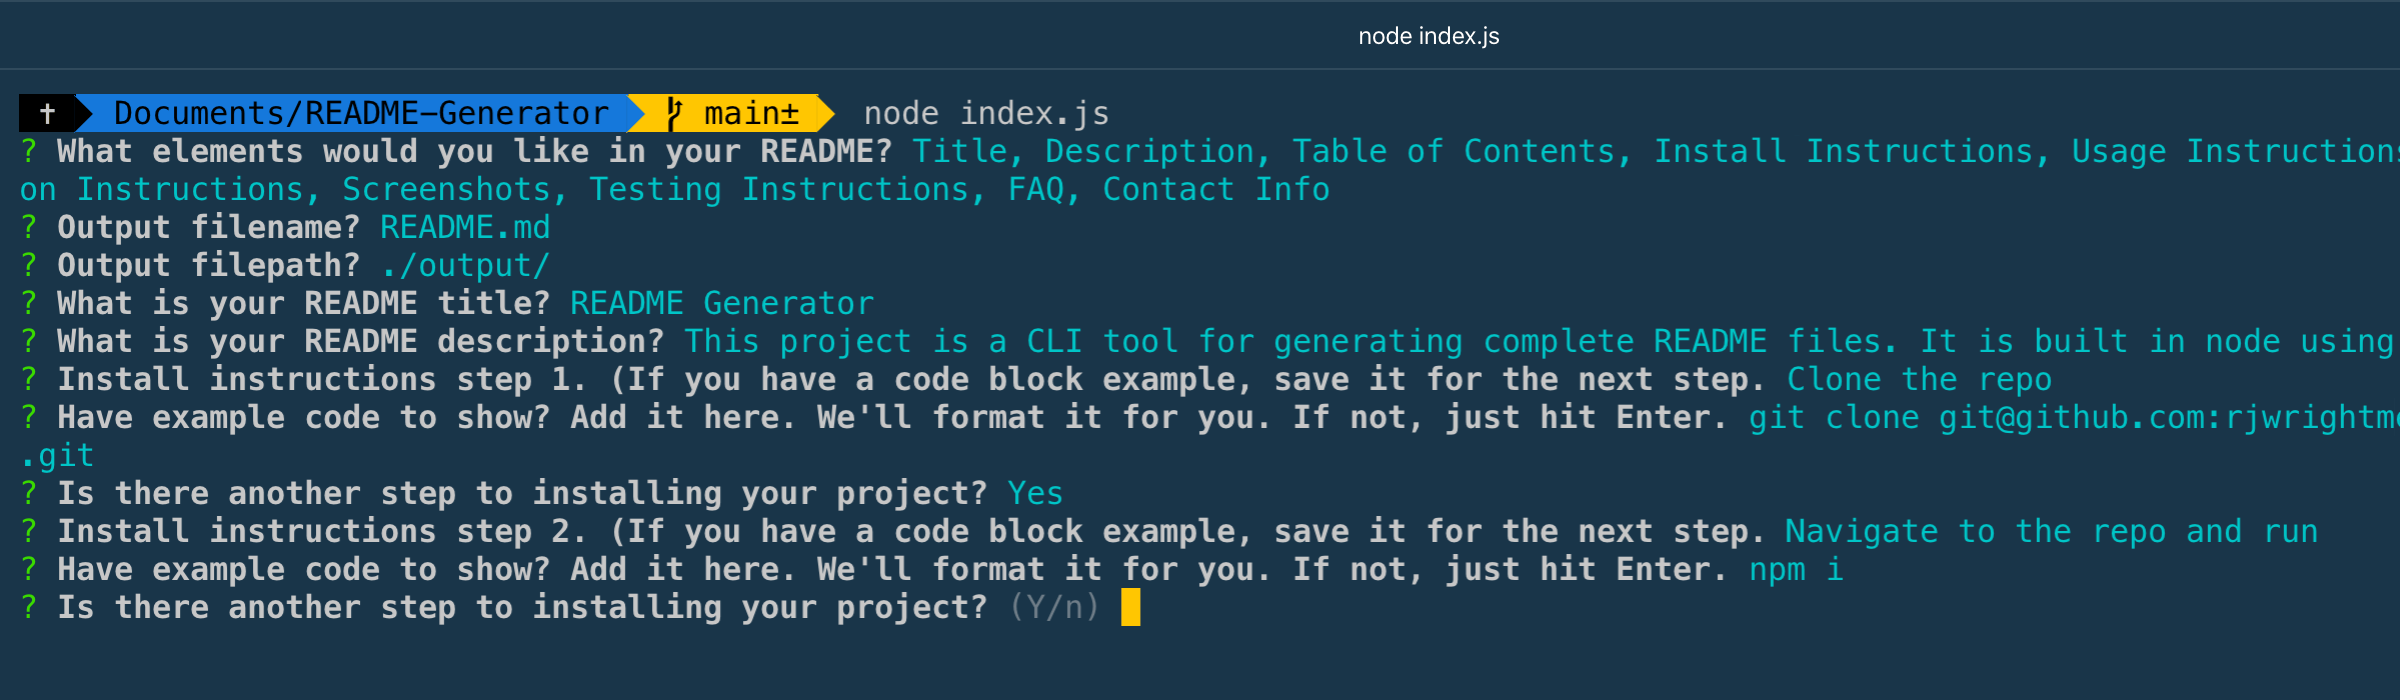 node index.js
✝ Documents/README-Generator main± node index.js
? What elements would you like in your README? Title, Description, Table of Contents, Install Instructions, Usage
on Instructions, Screenshots, Testing Instructions, FAQ, Contact Info
? Output filename? README.md
? Output filepath? ./output/
? What is your README title? README Generator
? What is your README description? This project is a CLI tool for generating complete README files. It is built in node using
? Install instructions step 1. (If you have a code block example, save it for the next step. Clone the repo
? Have example code to show? Add it here. We'll format it for you. If not, just hit Enter. git clone
.git
? Is there another step to installing your project? Yes
? Install instructions step 2. (If you have a code block example, save it for the next step. Navigate to the repo and run
? Have example code to show? Add it here. We'll format it for you. If not, just hit Enter. npm i
? Is there another step to installing your project? (Y/n)